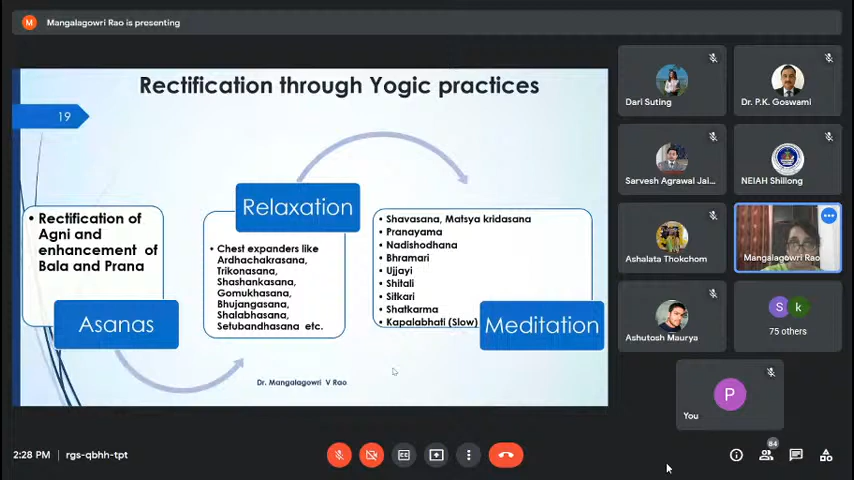 M Mangalagowri Rao is presenting
Rectification through Yogic practices
19
• Rectification of
Agni and
enhancement of
Bala and Prana
Asanas
Relaxation
Chest expanders like
Ardhachakrasana,
Trikonasana,
Shashankasana,
Gomukhasana,
Bhujangasana,
Shalabhasana,
Setubandhasana etc.
• Shavasana, Matsya kridasana
• Pranayama
• Nadishodhana
• Bhramari
• Ujjayi
• Shitali
• Sitkari
• Shatkarma
• Kapalabhati (Slow)
Meditation
Dr. Mangalagowri V Rao
Dari Suting
Dr. P.K. Goswami
Sarvesh Agrawal Jai...
NEIAH Shillong
Ashalata Thokchom
Mangalagowri Rao
Ashutosh Maurya
S k
75 others
P
You
2:28 PM | rgs-qbhh-tpt
84